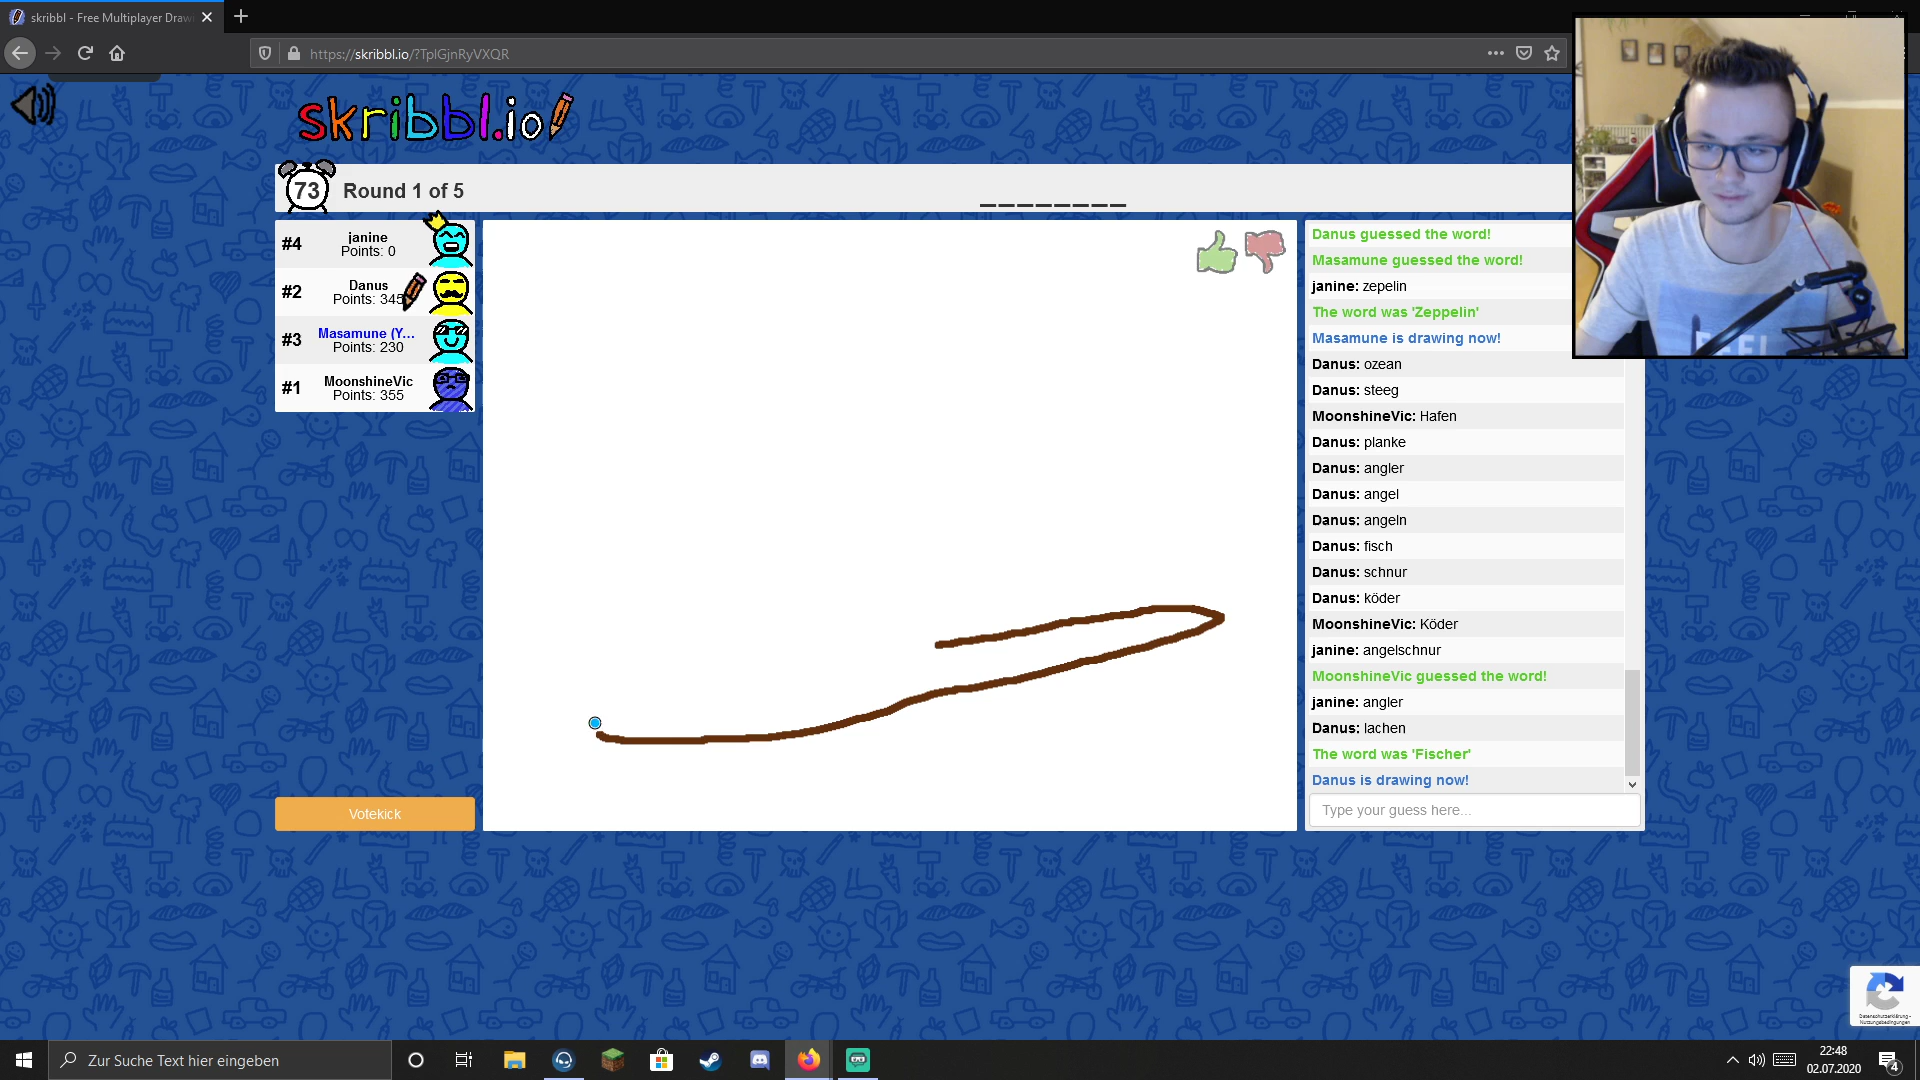 skribbl - Free Multiplayer Draw
https://skribbl.io/?TplGjnRyVXQR
skribbl.io
73
Round 1 of 5
________
#4
janine
Points: 0
#2
Danus
Points: 345
#3
Masamune (Y...
Points: 230
#1
MoonshineVic
Points: 355
Votekick
Danus guessed the word!
Masamune guessed the word!
janine: zepelin
The word was 'Zeppelin'
Masamune is drawing now!
Danus: ozean
Danus: steeg
MoonshineVic: Hafen
Danus: planke
Danus: angler
Danus: angel
Danus: angeln
Danus: fisch
Danus: schnur
Danus: köder
MoonshineVic: Köder
janine: angelschnur
MoonshineVic guessed the word!
janine: angler
Danus: lachen
The word was 'Fischer'
Danus is drawing now!
Type your guess here...
Datenschutzerklärung -
Nutzungsbedingungen
Zur Suche Text hier eingeben
22:48
02.07.2020
4